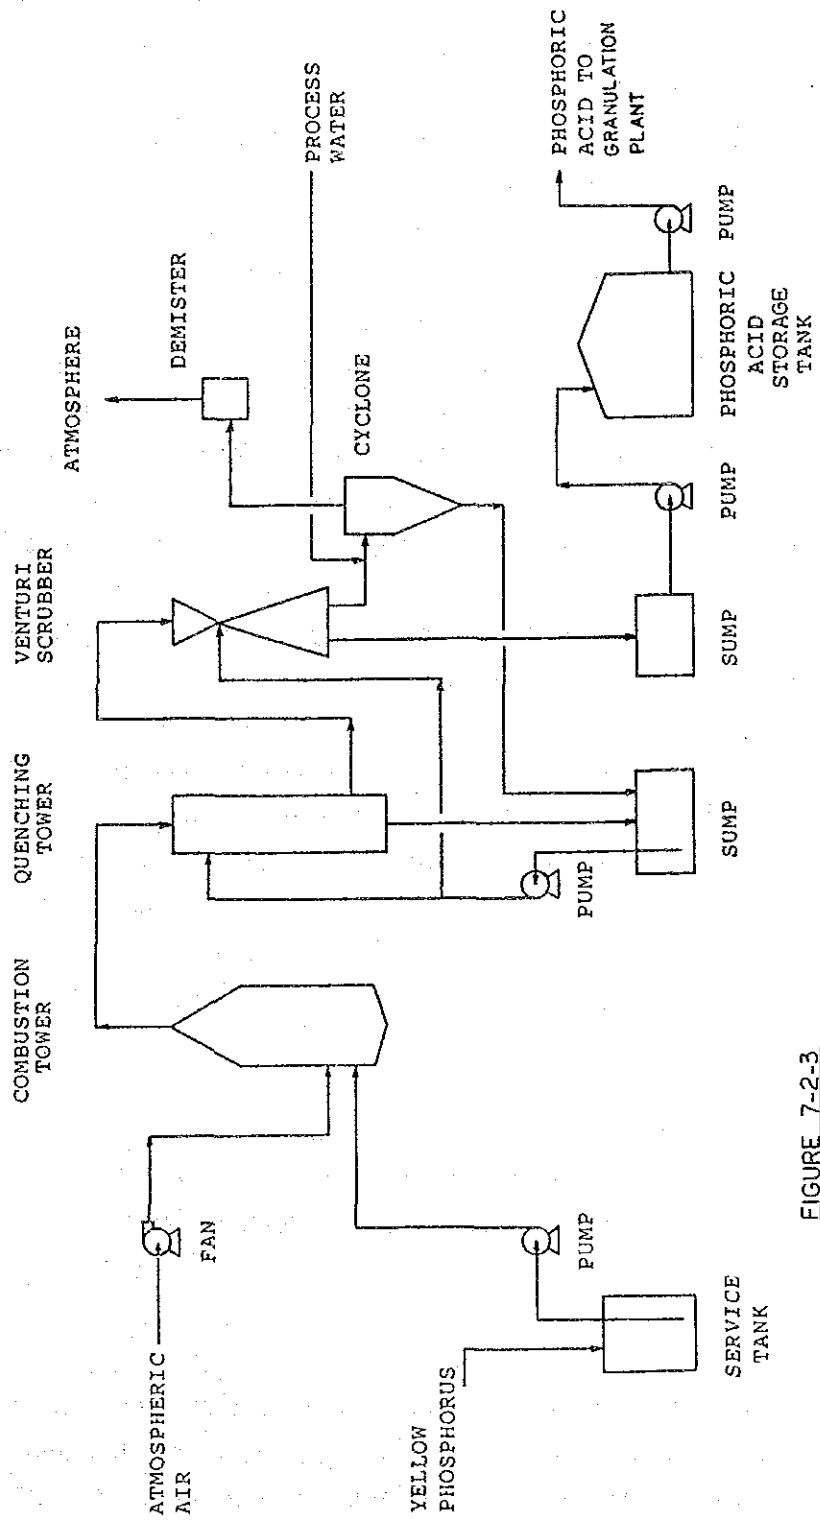 ATMOSPHERIC
AIR
FAN
YELLOW
PHOSPHORUS
SERVICE
TANK
PUMP
COMBUSTION
TOWER
QUENCHING
TOWER
PUMP
SUMP
VENTURI
SCRUBBER
SUMP
ATMOSPHERE
DEMISTER
CYCLONE
PROCESS
WATER
PUMP
PHOSPHORIC
ACID
STORAGE
TANK
PUMP
PHOSPHORIC
ACID TO
GRANULATION
PLANT
FIGURE 7-2-3